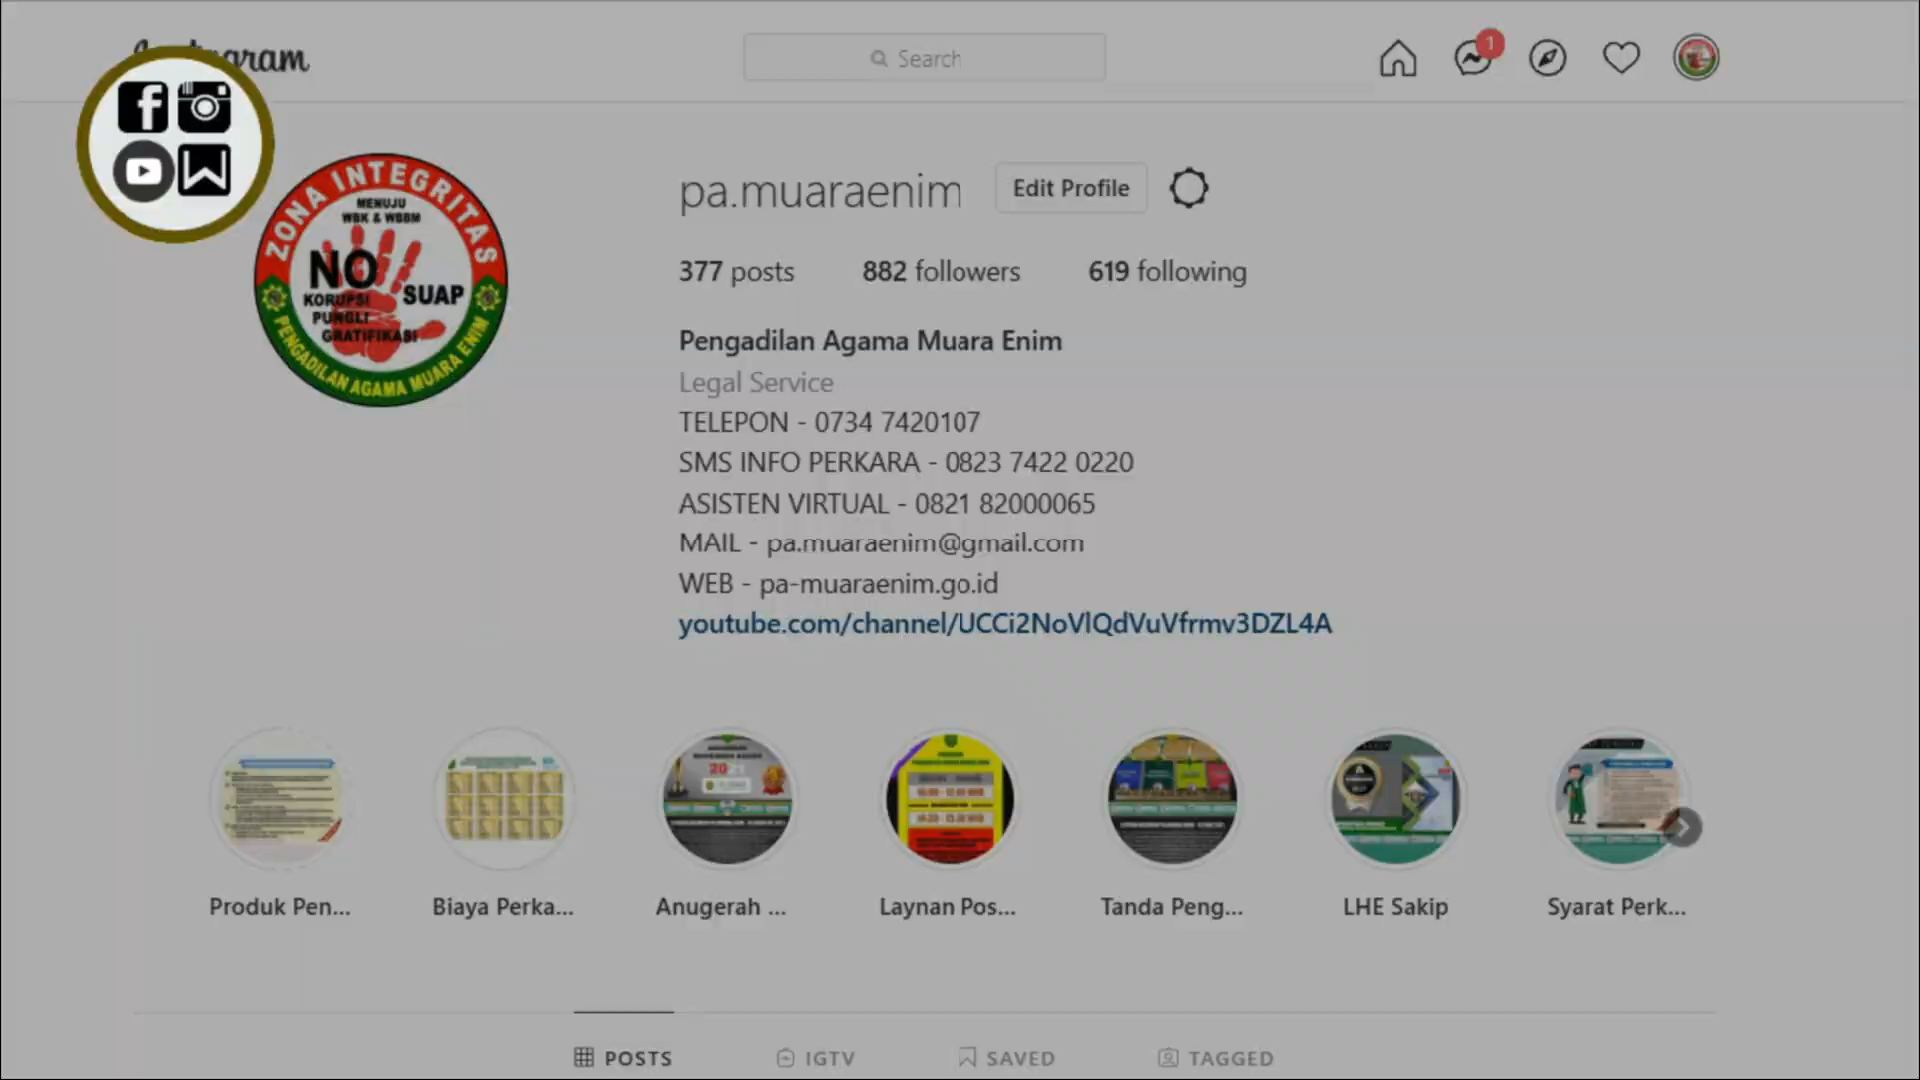 Search
1
ZONA INTEGRITAS
MENUJU
WBK & WBBM
NO
KORUPSI
SUAP
PUNGLI
GRATIFIKASI
PENGADILAN AGAMA MUARA ENIM
pa.muaraenim
Edit Profile
377 posts 882 followers 619 following
Pengadilan Agama Muara Enim
Legal Service
TELEPON - 0734 7420107
SMS INFO PERKARA - 0823 7422 0220
ASISTEN VIRTUAL - 0821 82000065
MAIL - pa.muaraenim@gmail.com
WEB - pa-muaraenim.go.id
youtube.com/channel/UCCi2NoVlQdVuVfrmv3DZL4A
Produk Pen... Biaya Perka... Anugerah ... Laynan Pos... Tanda Peng... LHE Sakip Syarat Perk...
POSTS IGTV SAVED TAGGED